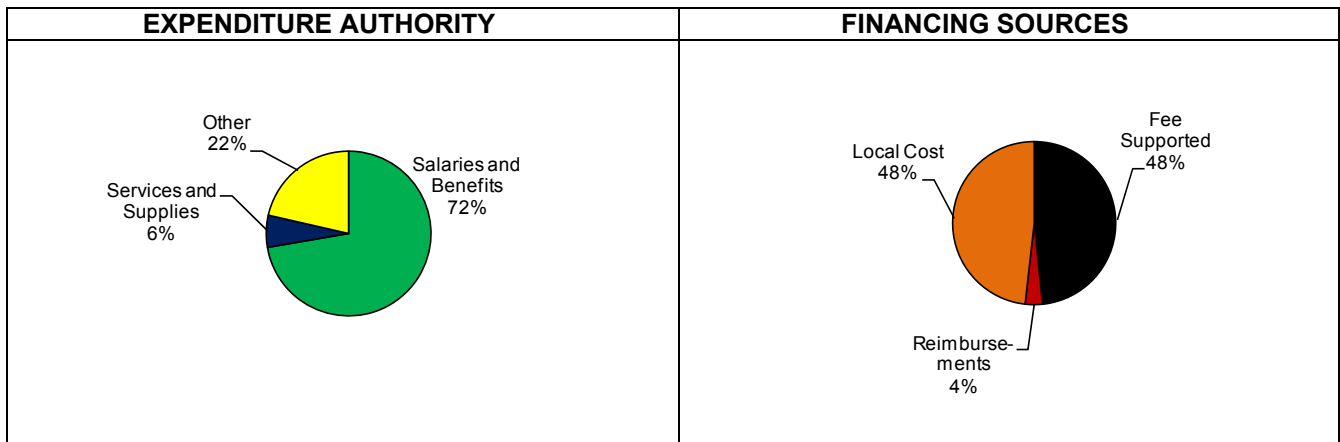 EXPENDITURE AUTHORITY
Other
22%
Services and
Supplies
6%
Salaries and
Benefits
72%
FINANCING SOURCES
Local Cost
48%
Fee
Supported
48%
Reimburse-
ments
4%